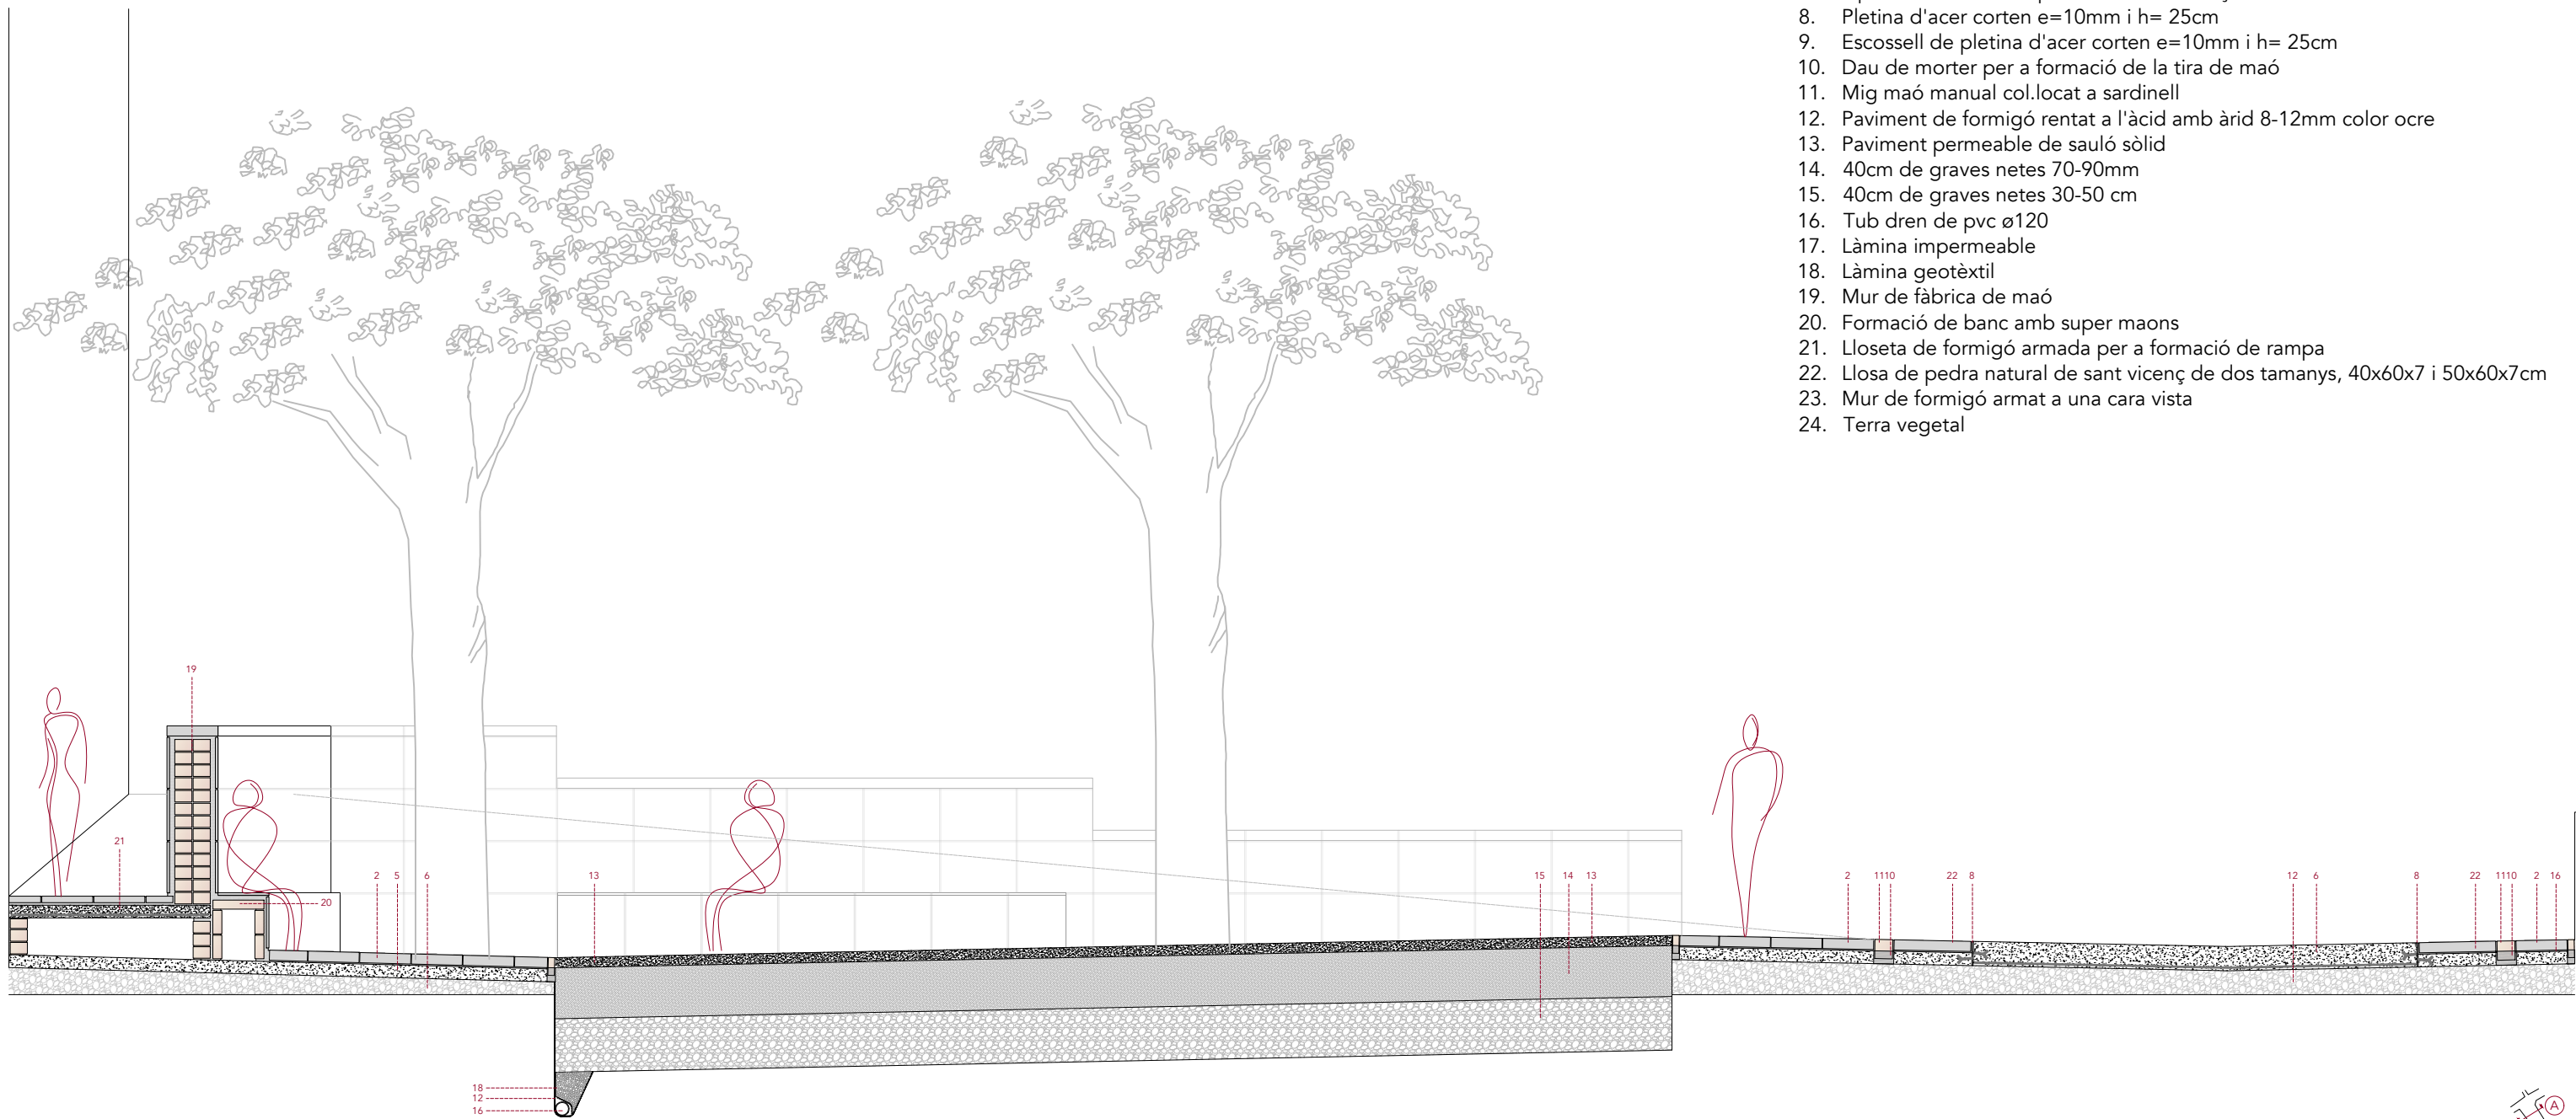 8. Pletina d'acer corten e=10mm i h= 25cm
9. Escossell de pletina d'acer corten e=10mm i h= 25cm
10. Dau de morter per a formació de la tira de maó
11. Mig maó manual col.locat a sardinell
12. Paviment de formigó rentat a l'àcid amb àrid 8-12mm color ocre
13. Paviment permeable de sauló sòlid
14. 40cm de graves netes 70-90mm
15. 40cm de graves netes 30-50 cm
16. Tub dren de pvc ø120
17. Làmina impermeable
18. Làmina geotèxtil
19. Mur de fàbrica de maó
20. Formació de banc amb super maons
21. Lloseta de formigó armada per a formació de rampa
22. Llosa de pedra natural de sant vicenç de dos tamanys, 40x60x7 i 50x60x7cm
23. Mur de formigó armat a una cara vista
24. Terra vegetal
19
21
2 5 6
13
15 14 13
2 1110 22 8
12 6
8 22 1110 2 16
20
18
12
16
A